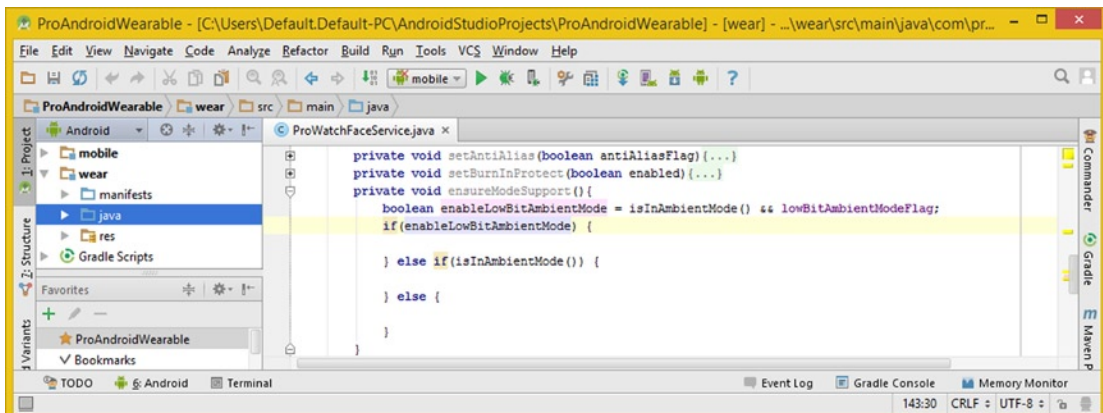 ProAndroidWearable - [C:\Users\Default.Default-PC\AndroidStudioProjects\ProAndroidWearable] - [wear] - ...\wear\src\main\java\com\pr...
File Edit View Navigate Code Analyze Refactor Build Run Tools VCS Window Help
mobile
ProAndroidWearable wear src main java
1: Project
Android
ProWatchFaceService.java
mobile
wear
manifests
java
res
Gradle Scripts
private void setAntiAlias(boolean antiAliasFlag){...}
private void setBurnInProtect(boolean enabled){...}
private void ensureModeSupport(){
boolean enableLowBitAmbientMode = isInAmbientMode() && lowBitAmbientModeFlag;
if(enableLowBitAmbientMode) {
} else if(isInAmbientMode()) {
} else {
}
}
Z: Structure
Favorites
ProAndroidWearable
Bookmarks
Variants
Commander
Gradle
Maven P
TODO 6: Android Terminal Event Log Gradle Console Memory Monitor
143:30 CRLF UTF-8